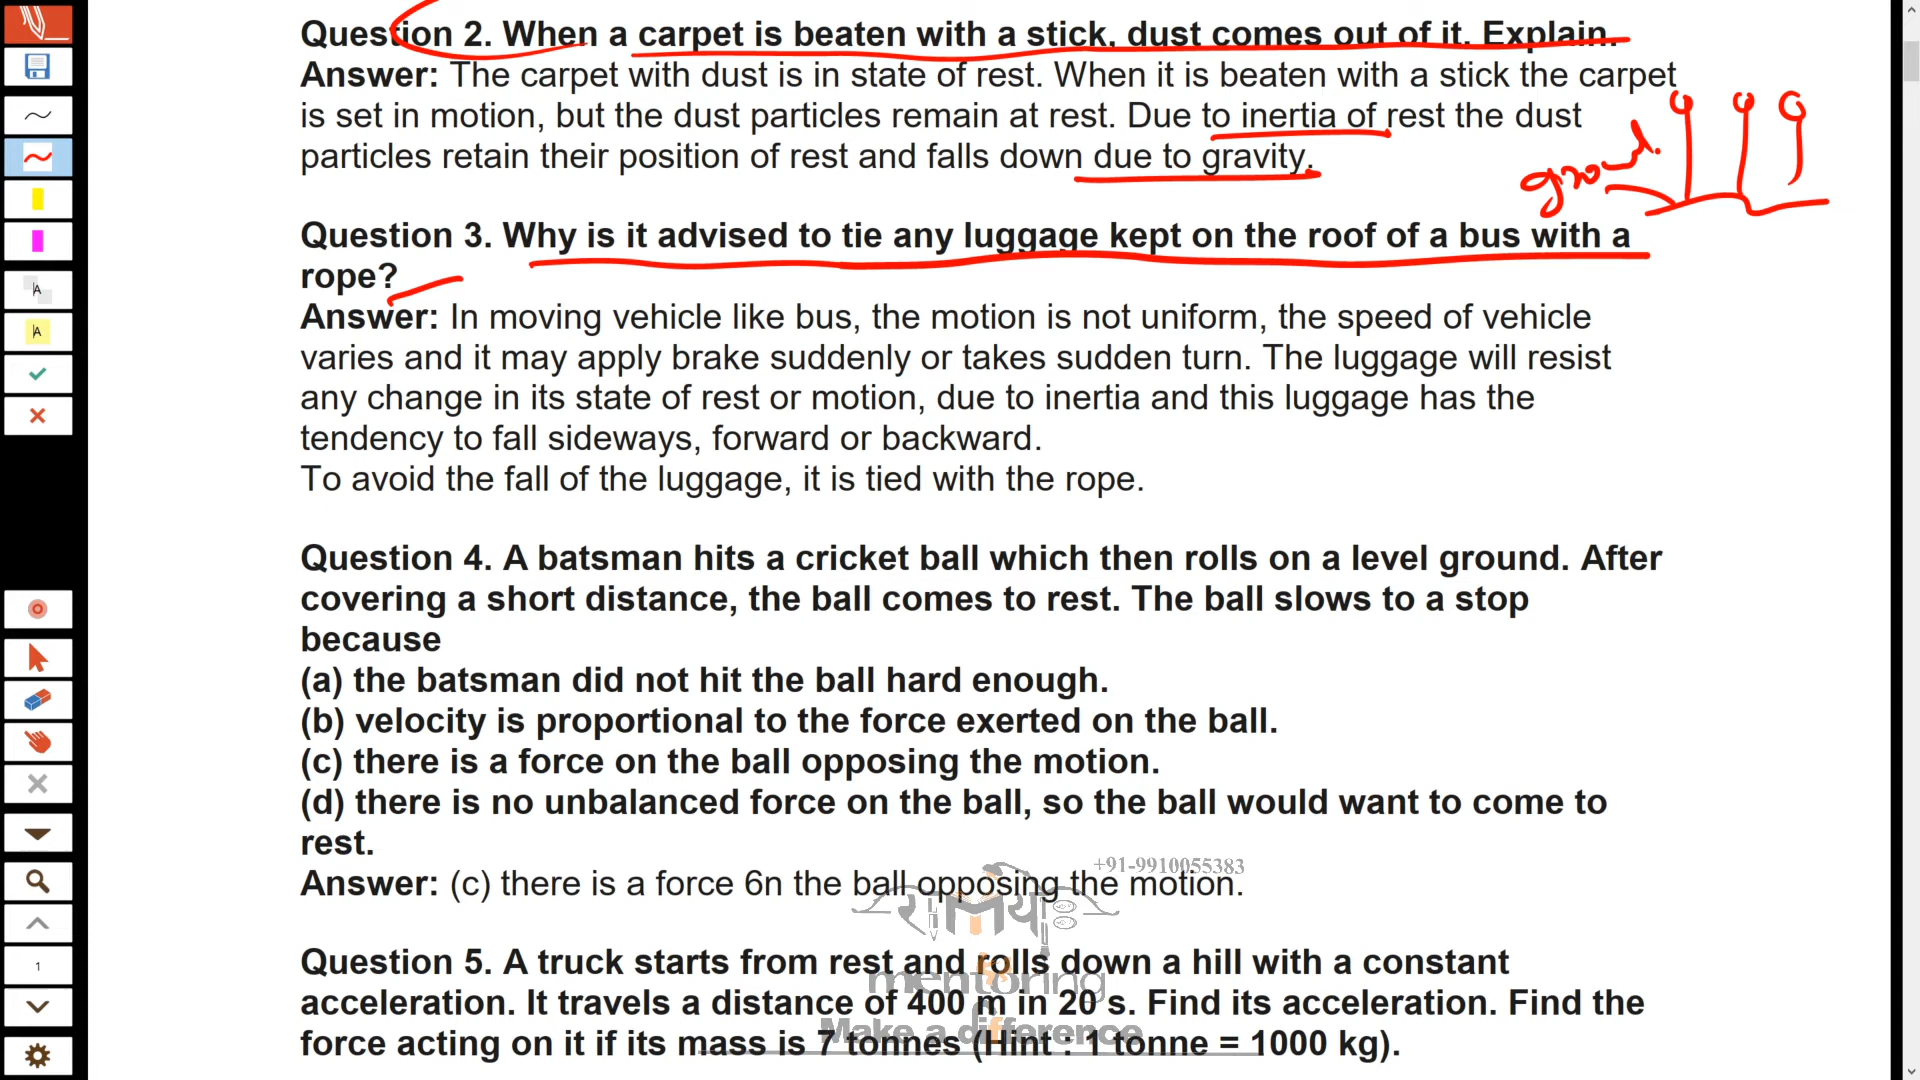 Question 2. When a carpet is beaten with a stick, dust comes out of it. Explain.
Answer: The carpet with dust is in state of rest. When it is beaten with a stick the carpet
is set in motion, but the dust particles remain at rest. Due to inertia of rest the dust
particles retain their position of rest and falls down due to gravity.
ground.
Question 3. Why is it advised to tie any luggage kept on the roof of a bus with a
rope?
Answer: In moving vehicle like bus, the motion is not uniform, the speed of vehicle
varies and it may apply brake suddenly or takes sudden turn. The luggage will resist
any change in its state of rest or motion, due to inertia and this luggage has the
tendency to fall sideways, forward or backward.
To avoid the fall of the luggage, it is tied with the rope.
Question 4. A batsman hits a cricket ball which then rolls on a level ground. After
covering a short distance, the ball comes to rest. The ball slows to a stop
because
(a) the batsman did not hit the ball hard enough.
(b) velocity is proportional to the force exerted on the ball.
(c) there is a force on the ball opposing the motion.
(d) there is no unbalanced force on the ball, so the ball would want to come to
rest.
+91-9910055383
Answer: (c) there is a force 6n the ball opposing the motion.
Question 5. A truck starts from rest and rolls down a hill with a constant
mentoring
acceleration. It travels a distance of 400 m in 20 s. Find its acceleration. Find the
Make a difference
force acting on it if its mass is 7 tonnes (Hint : 1 tonne = 1000 kg).
A
A
1